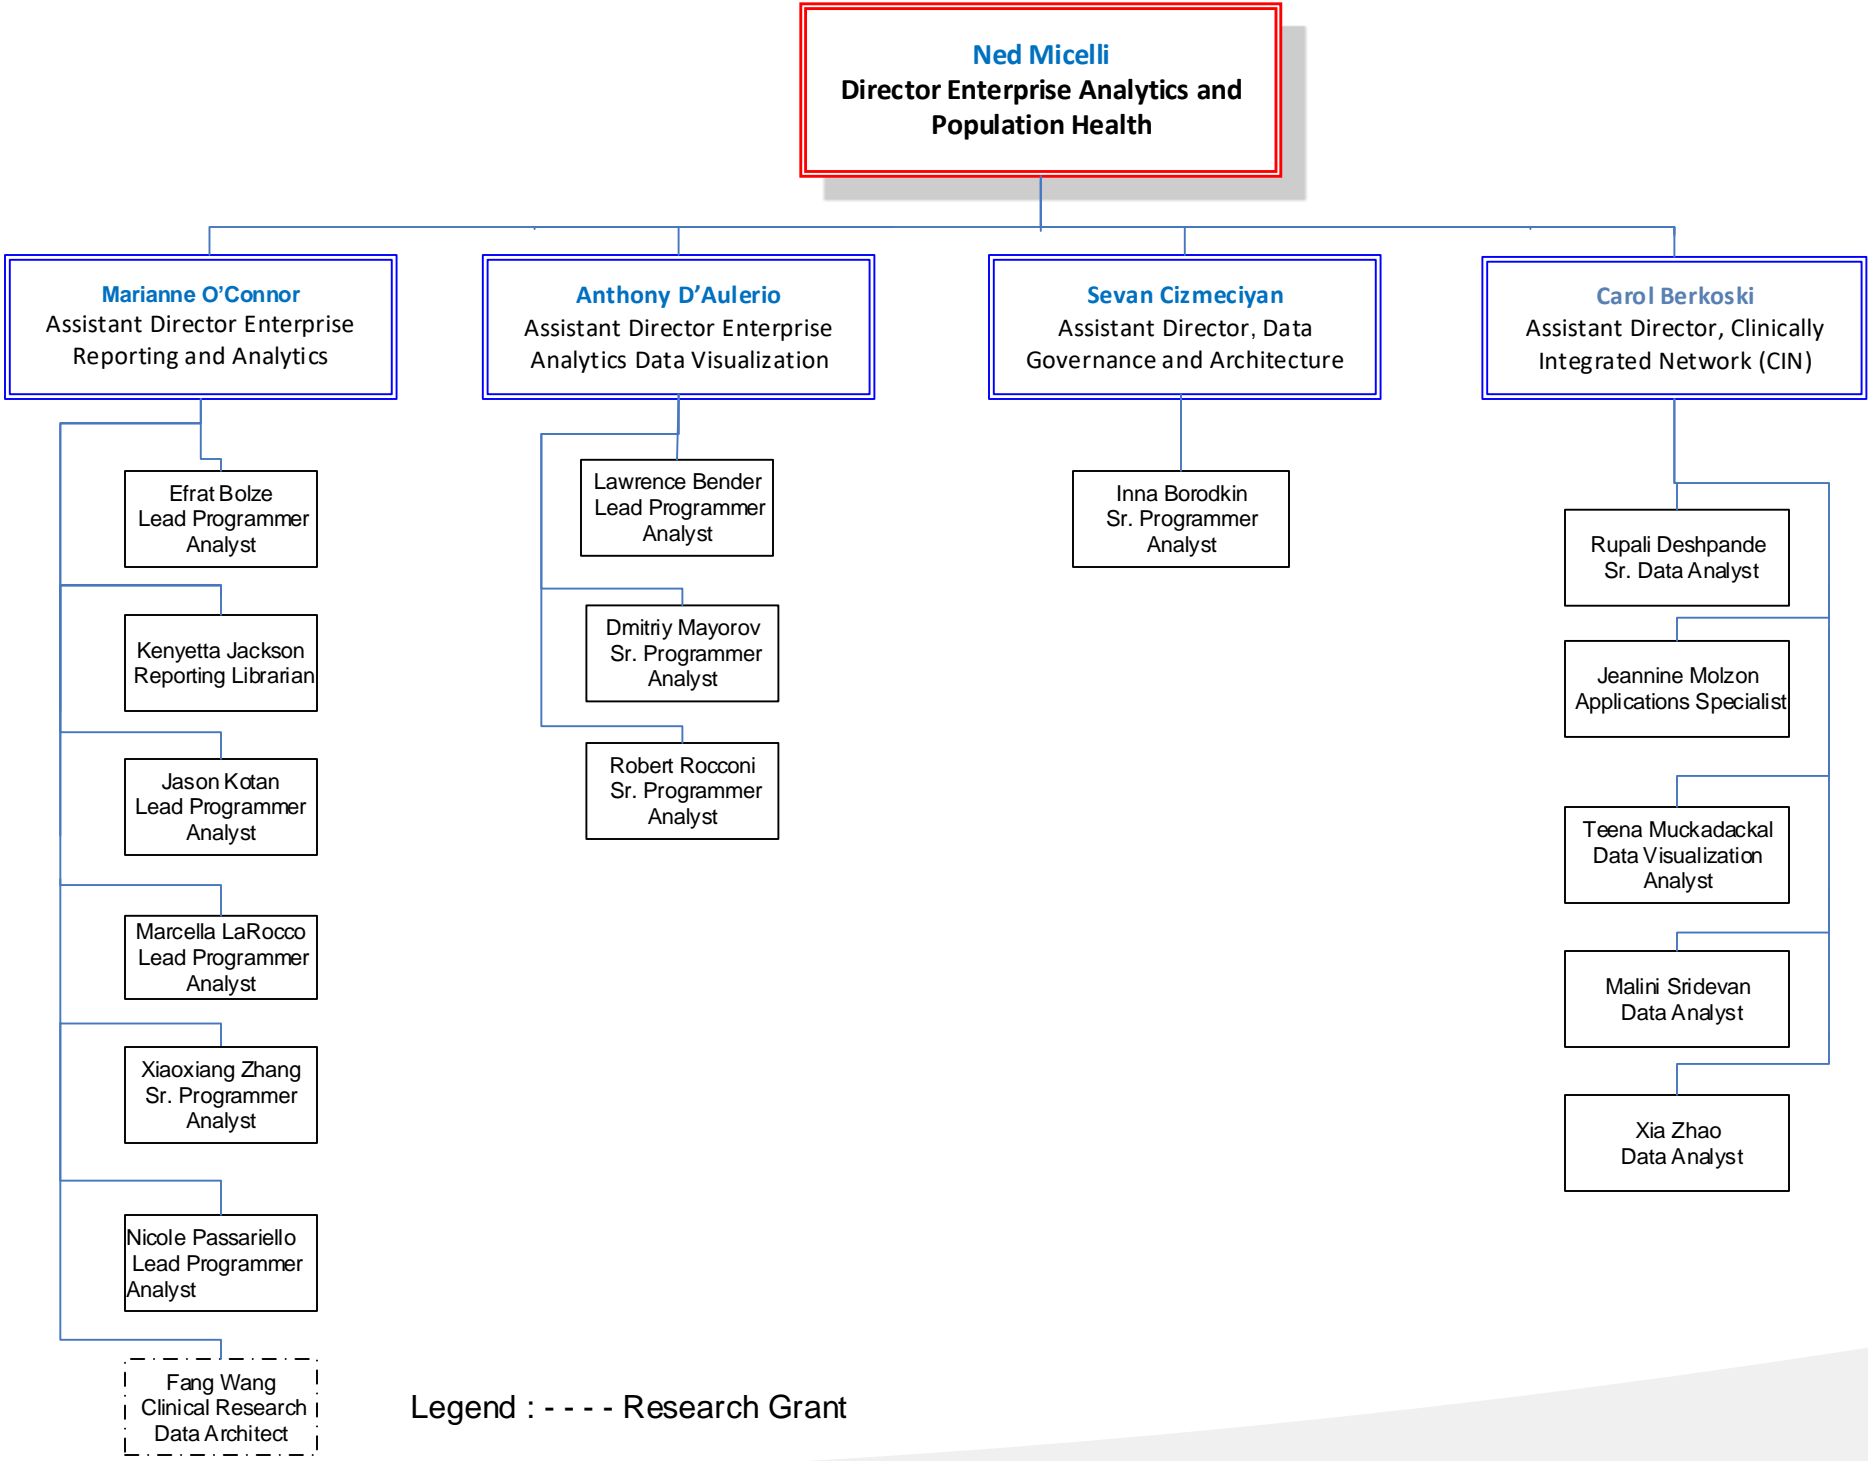 Ned Micelli
Director Enterprise Analytics and
Population Health
Marianne O’Connor
Assistant Director Enterprise
Reporting and Analytics
Anthony D’Aulerio
Assistant Director Enterprise
Analytics Data Visualization
Sevan Cizmeciyan
Assistant Director, Data
Governance and Architecture
Carol Berkoski
Assistant Director, Clinically
Integrated Network (CIN)
Efrat Bolze
Lead Programmer
Analyst
Kenyetta Jackson
Reporting Librarian
Jason Kotan
Lead Programmer
Analyst
Marcella LaRocco
Lead Programmer
Analyst
Xiaoxiang Zhang
Sr. Programmer
Analyst
Nicole Passariello
Lead Programmer
Analyst
Fang Wang
Clinical Research
Data Architect
Lawrence Bender
Lead Programmer
Analyst
Dmitriy Mayorov
Sr. Programmer
Analyst
Robert Rocconi
Sr. Programmer
Analyst
Inna Borodkin
Sr. Programmer
Analyst
Rupali Deshpande
Sr. Data Analyst
Jeannine Molzon
Applications Specialist
Teena Muckadackal
Data Visualization
Analyst
Malini Sridevan
Data Analyst
Xia Zhao
Data Analyst
Legend : - - - - Research Grant